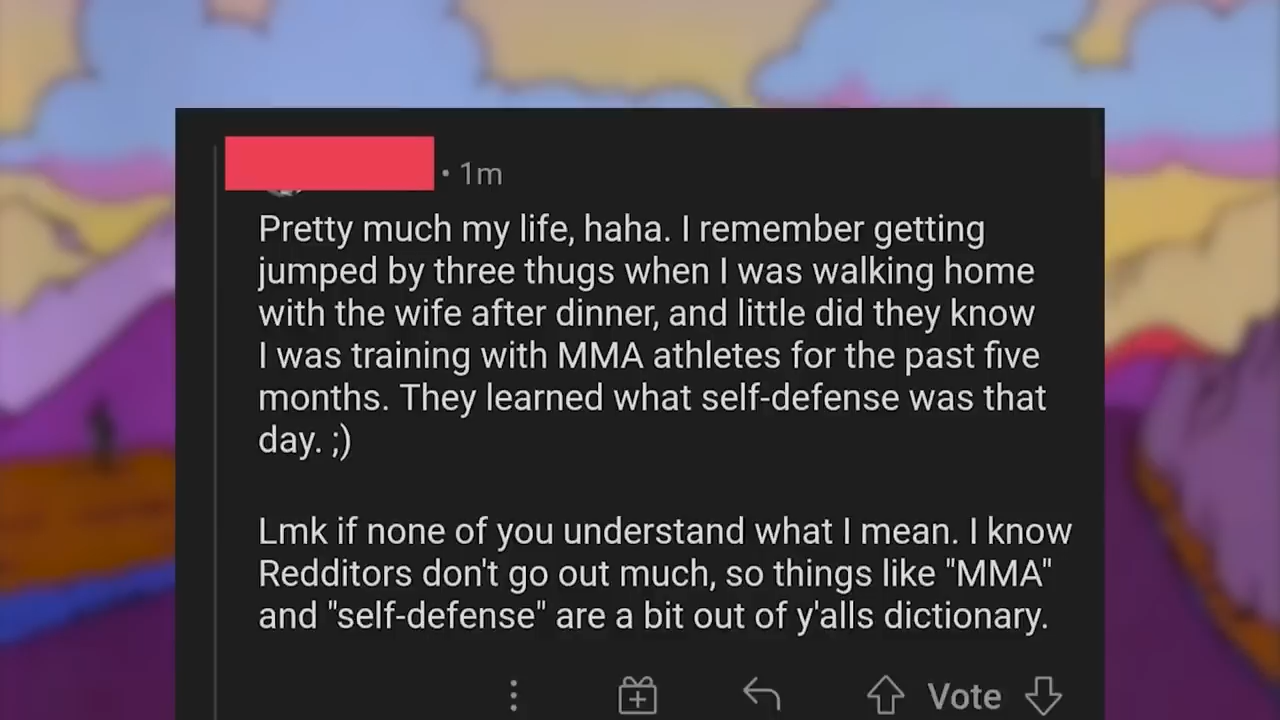 • 1m
Pretty much my life, haha. I remember getting
jumped by three thugs when I was walking home
with the wife after dinner, and little did they know
I was training with MMA athletes for the past five
months. They learned what self-defense was that
day. ;)
Lmk if none of you understand what I mean. I know
Redditors don't go out much, so things like "MMA"
and "self-defense" are a bit out of y'alls dictionary.
Vote